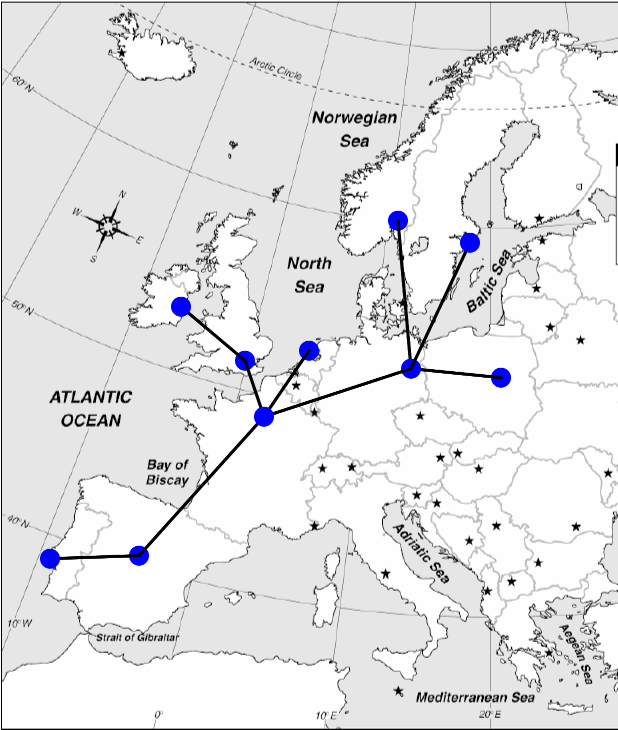 Arctic Circle
60°N
Norwegian
Sea
N
W
E
S
North
Sea
Baltic Sea
50°N
ATLANTIC
OCEAN
Bay of
Biscay
40°N
Adriatic Sea
10°W
Strait of Gibraltar
Aegean Sea
Mediterranean Sea
0°
10°E
20°E